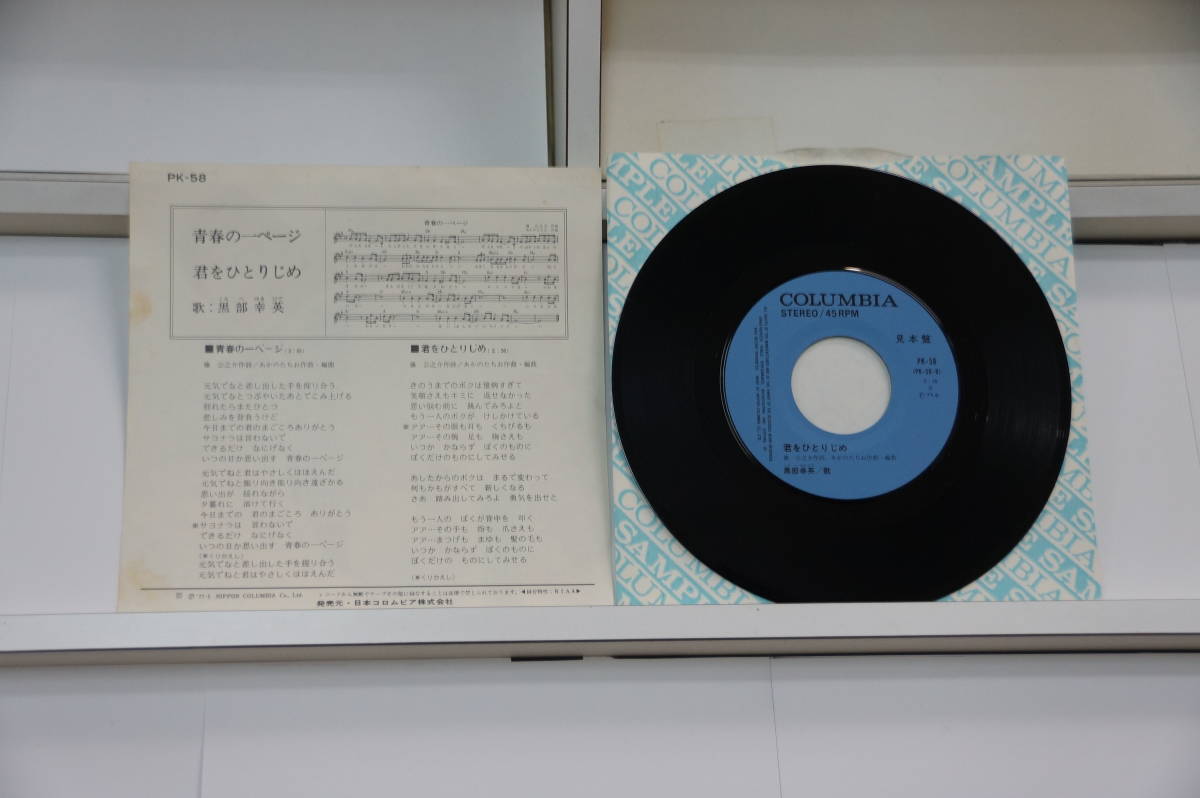 PK-58
青春の一ページ
君をひとりじめ
歌：黒部幸英
青春の一ページ
■青春の一ページ
元気でなと差し出した手を握り合う
元気でなとつぶやいたあとでこみ上げる
別れたらまたひとつ
悲しみを背負うけど
今日までの君のまごころありがとう
サヨナラは言わないで
できるだけ なにげなく
いつの日か思い出す 青春の一ページ
元気でねと君はやさしくほほえんだ
元気でねと振り向き振り向き遠ざかる
思い出が 揺れながら
夕暮れに 溶けて行く
今日までの 君のまごころ ありがとう
※サヨナラは 言わないで
できるだけ なにげなく
いつの日か思い出す 青春の一ページ
(※くりかえし)
元気でなと差し出した手を握り合う
元気でねと君はやさしくほほえんだ
■君をひとりじめ
きのうまでのボクは臆病すぎて
笑顔さえもキミに 返せなかった
思い悩む前に 挑んでみろよと
もう一人のボクが けしかけている
※アア…その眼も耳も くちびるも
アア…その腕 足も 胸さえも
いつか かならず ぼくのものに
ぼくだけのものにしてみせる
あしたからのボクは まるで変わって
何もかもがすべて 新しくなる
さあ 踏み出してみろよ 勇気を出せと
もう一人の ぼくが背中を 叩く
アア…その手も 指も 爪さえも
アア…まつげも まゆも 髪の毛も
いつか かならず ぼくのものに
ぼくだけの ものにしてみせる
(※くりかえし)
NIPPON COLUMBIA Co., Ltd.
発売元・日本コロムビア株式会社
COLUMBIA
STEREO/45RPM
見本盤
PK-58
(PK-58-B)
君をひとりじめ
黒部幸英／歌
SAMPLE
COLUMBIA